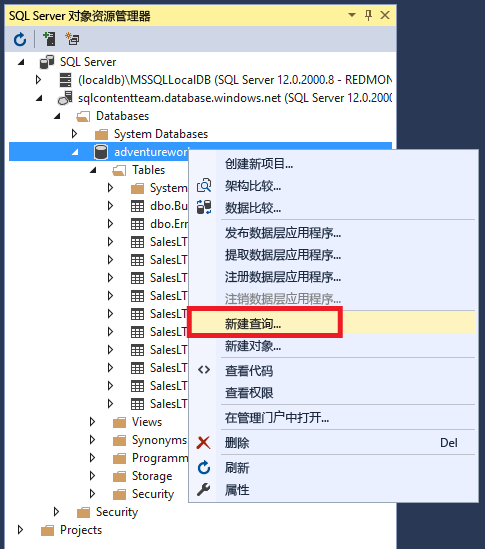 SQL Server 对象资源管理器
SQL Server
(localdb)\MSSQLLocalDB (SQL Server 12.0.2000.8 - REDMON
sqlcontentteam.database.windows.net (SQL Server 12.0.2000
Databases
System Databases
adventurework
创建新项目...
Tables
架构比较...
System
数据比较...
dbo.Bu
dbo.Err
发布数据层应用程序...
SalesLT
提取数据层应用程序...
SalesLT
注册数据层应用程序...
SalesLT
注销数据层应用程序...
SalesLT
新建查询...
SalesLT
新建对象...
SalesLT
SalesLT
查看代码
SalesLT
查看权限
SalesLT
在管理门户中打开...
Views
删除 Del
Synonyms
Programm
刷新
Storage
属性
Security
Security
Projects